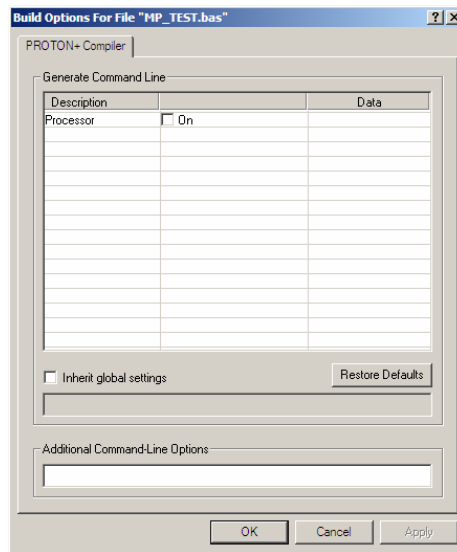 Build Options For File "MP_TEST.bas"
PROTON+ Compiler
Generate Command Line
Description Data
Processor On
Inherit global settings Restore Defaults
Additional Command-Line Options
OK Cancel Apply